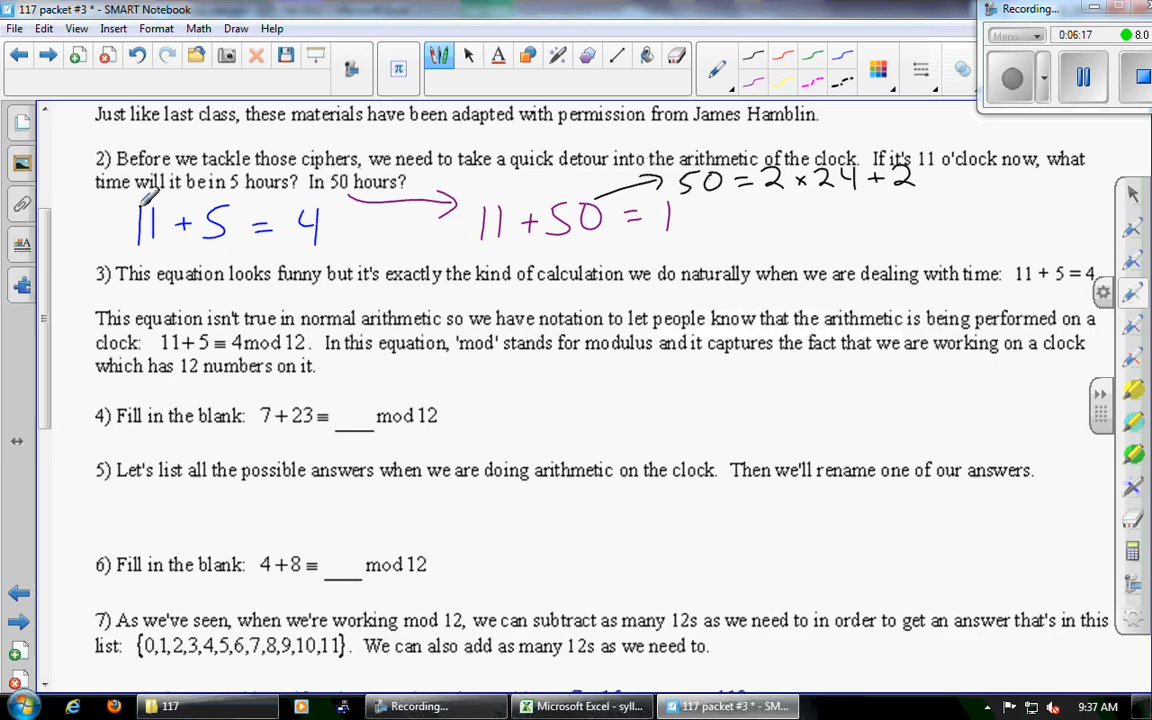 117 packet #3 * - SMART Notebook
Recording...
File Edit View Insert Format Math Draw Help
Menu
0:06:17
8.0
π
A
Just like last class, these materials have been adapted with permission from James Hamblin.
2) Before we tackle those ciphers, we need to take a quick detour into the arithmetic of the clock. If it's 11 o'clock now, what
time will it be in 5 hours? In 50 hours?
50 = 2 × 24 + 2
11 + 5 = 4
11 + 50 = 1
3) This equation looks funny but it's exactly the kind of calculation we do naturally when we are dealing with time: 11 + 5 = 4.
This equation isn't true in normal arithmetic so we have notation to let people know that the arithmetic is being performed on a
clock: 11+5 ≡ 4 mod 12. In this equation, 'mod' stands for modulus and it captures the fact that we are working on a clock
which has 12 numbers on it.
4) Fill in the blank: 7 + 23 ≡ ____ mod 12
5) Let's list all the possible answers when we are doing arithmetic on the clock. Then we'll rename one of our answers.
6) Fill in the blank: 4 + 8 ≡ ____ mod 12
7) As we've seen, when we're working mod 12, we can subtract as many 12s as we need to in order to get an answer that's in this
list: {0,1,2,3,4,5,6,7,8,9,10,11}. We can also add as many 12s as we need to.
117
Recording...
Microsoft Excel - syll...
117 packet #3 * - SM...
9:37 AM